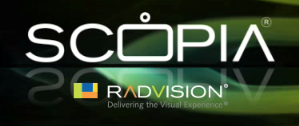 SCOPIA®
RADVISION®
Delivering the Visual Experience®